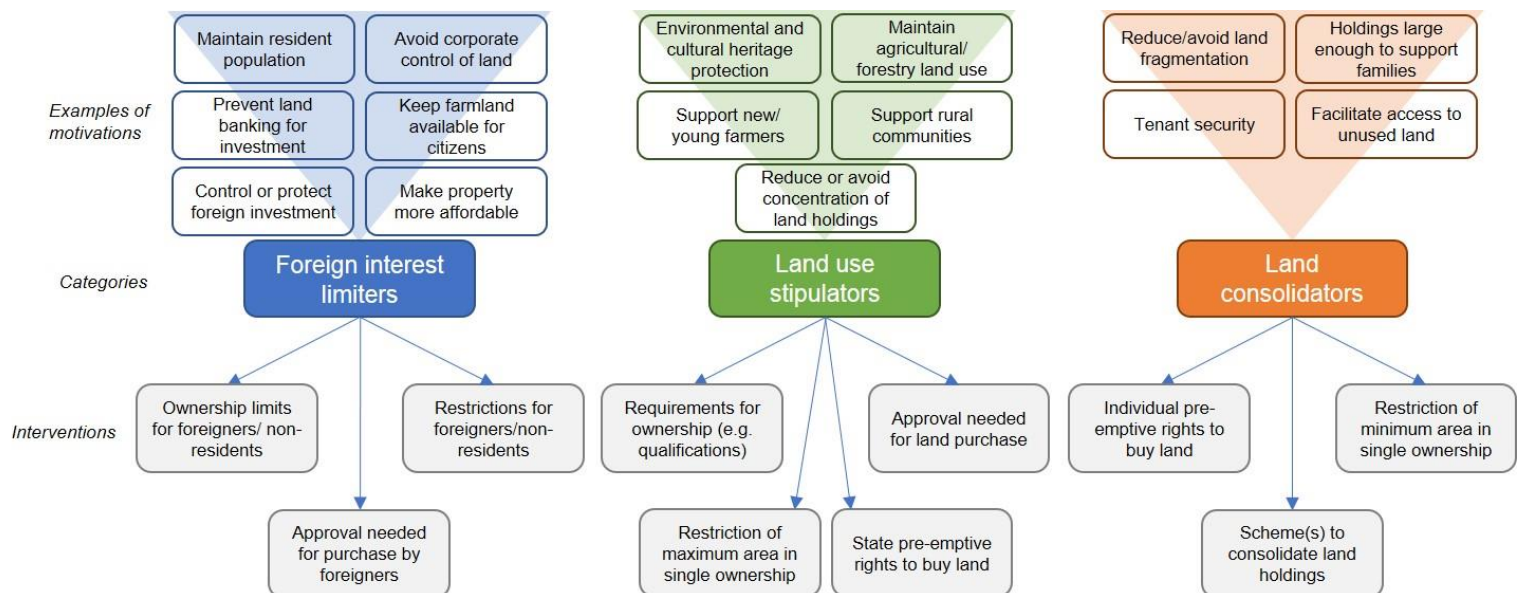 Maintain resident
population
Avoid corporate
control of land
Environmental and
cultural heritage
protection
Maintain
agricultural/
forestry land use
Reduce/avoid land
fragmentation
Holdings large
enough to support
families
Examples of
motivations
Prevent land
banking for
investment
Keep farmland
available for
citizens
Support new/
young farmers
Support rural
communities
Tenant security
Facilitate access to
unused land
Control or protect
foreign investment
Make property
more affordable
Reduce or avoid
concentration of
land holdings
Categories
Foreign interest
limiters
Land use
stipulators
Land
consolidators
Interventions
Ownership limits
for foreigners/ non-
residents
Restrictions for
foreigners/non-
residents
Requirements for
ownership (e.g.
qualifications)
Approval needed
for land purchase
Individual pre-
emptive rights to
buy land
Restriction of
minimum area in
single ownership
Approval needed
for purchase by
foreigners
Restriction of
maximum area in
single ownership
State pre-emptive
rights to buy land
Scheme(s) to
consolidate land
holdings